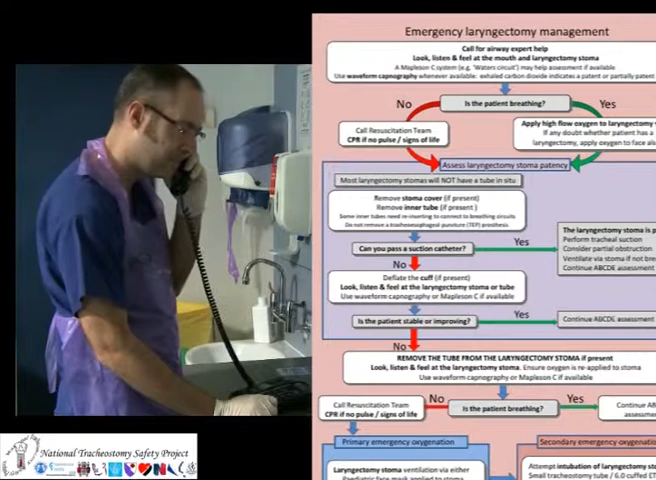 Emergency laryngectomy management
Call for airway expert help
Look, listen & feel at the mouth and laryngectomy stoma
A Mapleson C system (e.g. 'Waters circuit') may help assessment if available
Use waveform capnography whenever available: exhaled carbon dioxide indicates a patent or partially patent
No
Is the patient breathing?
Yes
Call Resuscitation Team
CPR if no pulse / signs of life
Apply high flow oxygen to laryngectomy
If any doubt whether patient has a
laryngectomy, apply oxygen to face als
Assess laryngectomy stoma patency
Most laryngectomy stomas will NOT have a tube in situ
Remove stoma cover (if present)
Remove inner tube (if present)
Some inner tubes need re-inserting to connect to breathing circuits
Do not remove a tracheoesophageal puncture (TEP) prosthesis
Can you pass a suction catheter?
Yes
The laryngectomy stoma is p
Perform tracheal suction
Consider partial obstruction
Ventilate via stoma if not brea
Continue ABCDE assessment
No
Deflate the cuff (if present)
Look, listen & feel at the laryngectomy stoma or tube
Use waveform capnography or Mapleson C if available
Is the patient stable or improving?
Yes
Continue ABCDE assessment
No
REMOVE THE TUBE FROM THE LARYNGECTOMY STOMA if present
Look, listen & feel at the laryngectomy stoma. Ensure oxygen is re-applied to stoma
Use waveform capnography or Mapleson C if available
Call Resuscitation Team
CPR if no pulse / signs of life
No
Is the patient breathing?
Yes
Continue AB
assessme
Primary emergency oxygenation
Secondary emergency oxygenatio
Laryngectomy stoma ventilation via either
Paediatric face mask applied to stoma
Attempt intubation of laryngectomy sto
Small tracheostomy tube / 6.0 cuffed ET
National Tracheostomy Safety Project